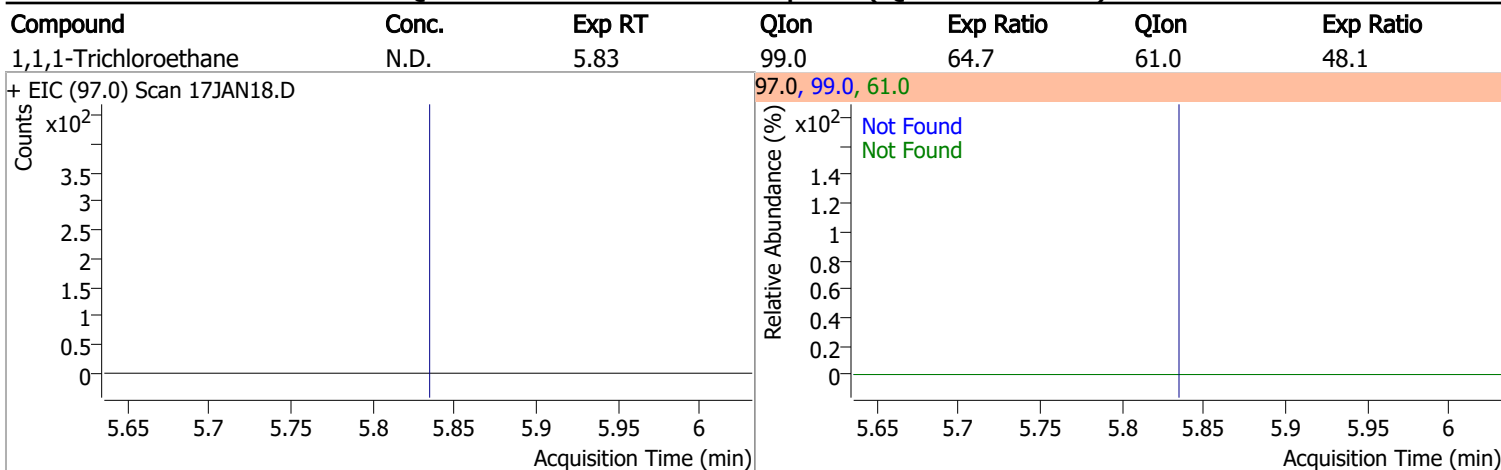 Compound Conc. Exp RT QIon Exp Ratio QIon Exp Ratio
1,1,1-Trichloroethane N.D. 5.83 99.0 64.7 61.0 48.1
+ EIC (97.0) Scan 17JAN18.D
Counts
x10²
3.5
3
2.5
2
1.5
1
0.5
0
5.65 5.7 5.75 5.8 5.85 5.9 5.95 6
Acquisition Time (min)
97.0, 99.0, 61.0
Relative Abundance (%)
x10²
Not Found
Not Found
1.4
1.2
1
0.8
0.6
0.4
0.2
0
5.65 5.7 5.75 5.8 5.85 5.9 5.95 6
Acquisition Time (min)